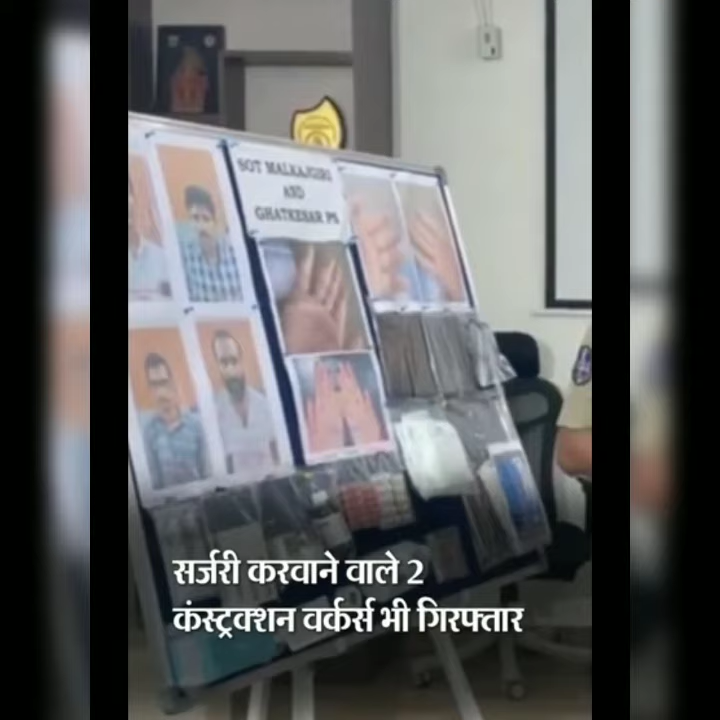 SOT MALKAJGIRI
AND
GHATKESAR PS
सर्जरी करवाने वाले 2
कंस्ट्रक्शन वर्कर्स भी गिरफ्तार